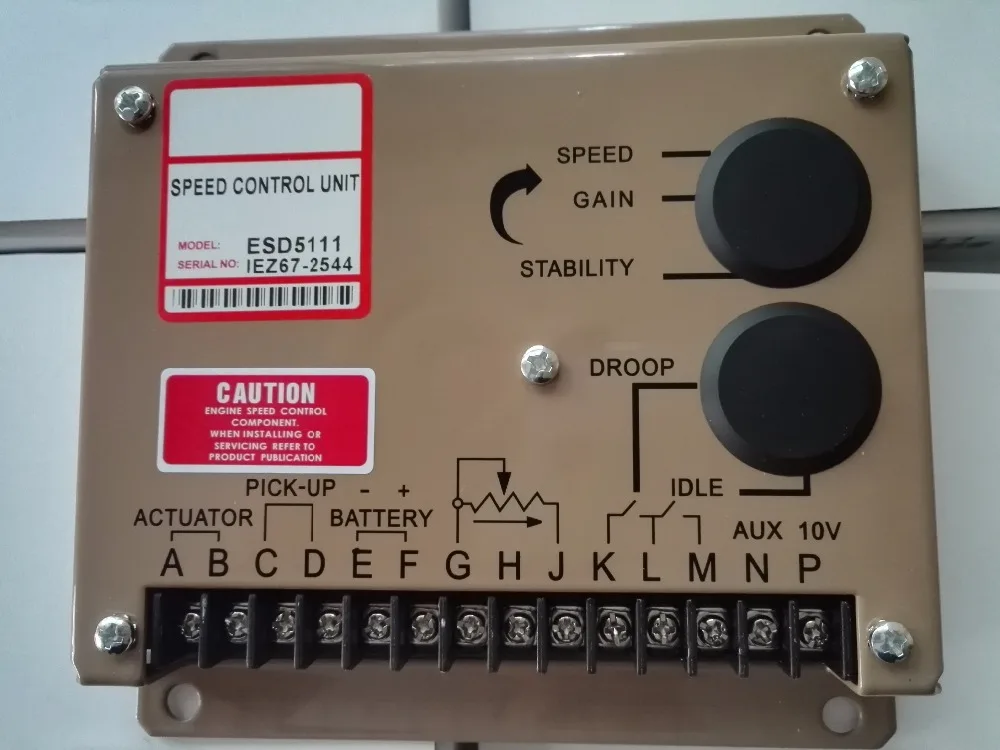 SPEED CONTROL UNIT
MODEL: ESD5111
SERIAL NO: IEZ67-2544
SPEED
GAIN
STABILITY
CAUTION
ENGINE SPEED CONTROL
COMPONENT.
WHEN INSTALLING OR
SERVICING REFER TO
PRODUCT PUBLICATION
DROOP
IDLE
PICK-UP - +
ACTUATOR BATTERY AUX 10V
A B C D E F G H J K L M N P